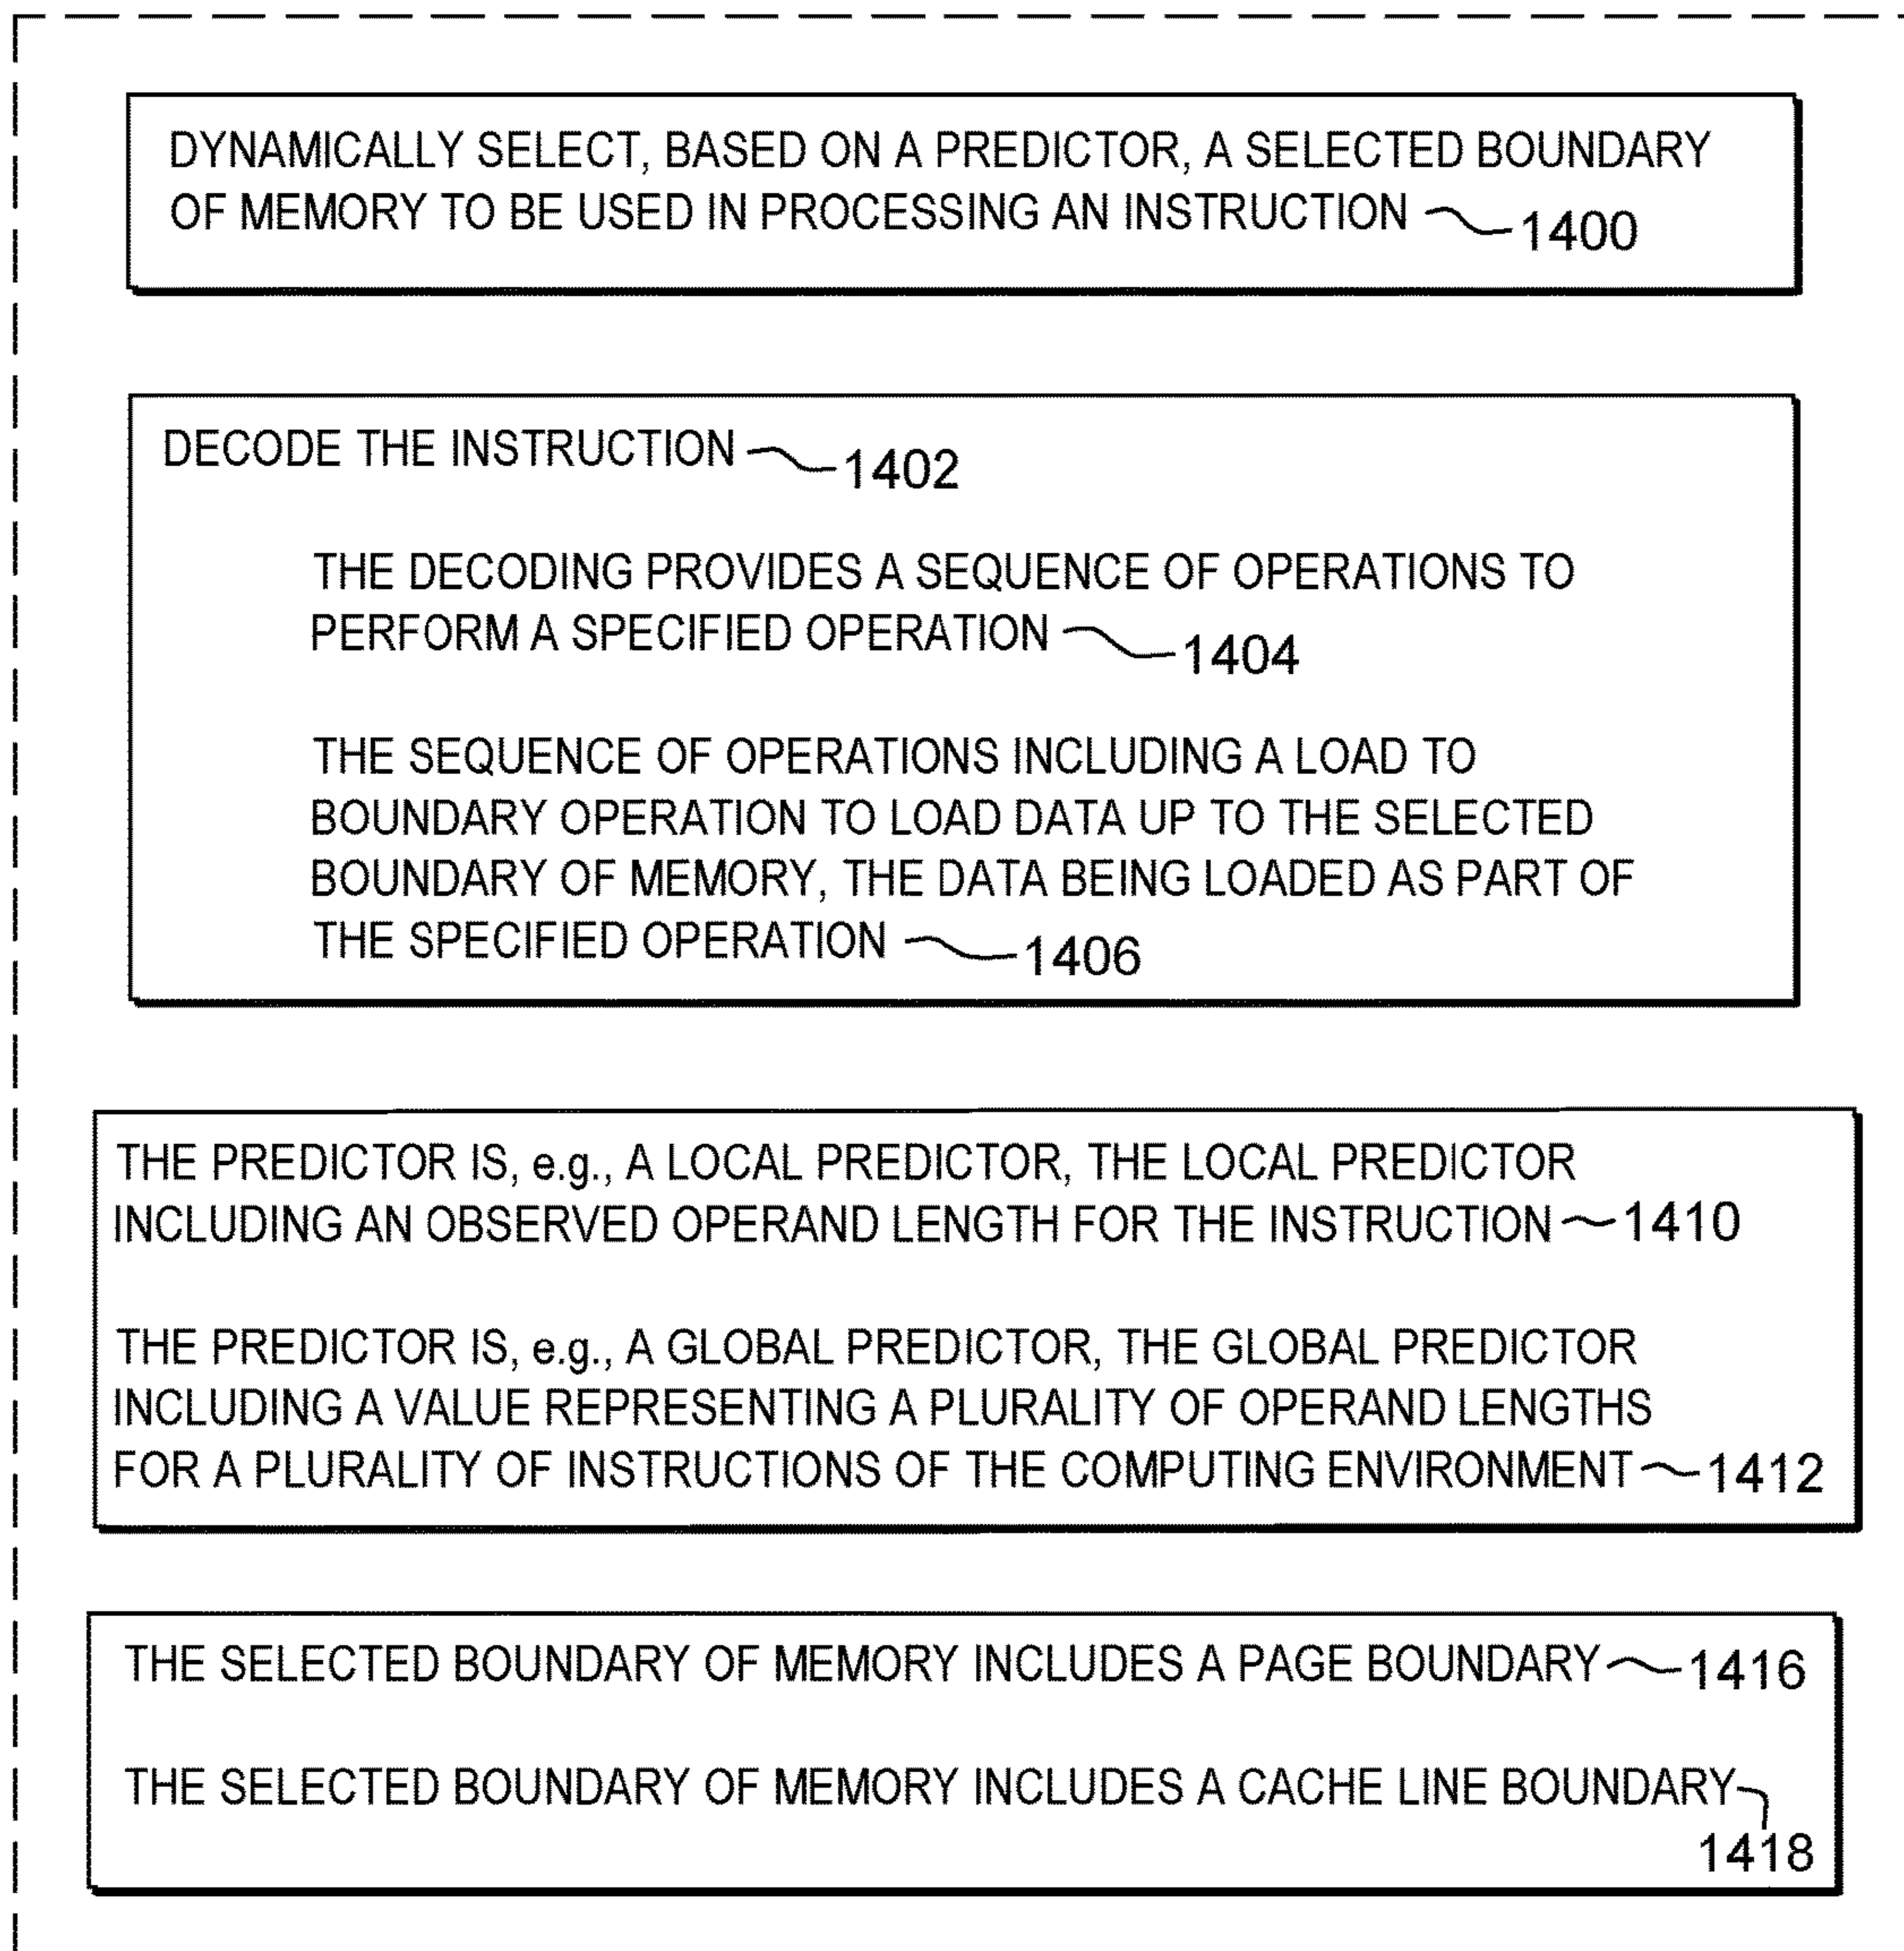 DYNAMICALLY SELECT, BASED ON A PREDICTOR, A SELECTED BOUNDARY
OF MEMORY TO BE USED IN PROCESSING AN INSTRUCTION 1400
DECODE THE INSTRUCTION 1402
THE DECODING PROVIDES A SEQUENCE OF OPERATIONS TO
PERFORM A SPECIFIED OPERATION 1404
THE SEQUENCE OF OPERATIONS INCLUDING A LOAD TO
BOUNDARY OPERATION TO LOAD DATA UP TO THE SELECTED
BOUNDARY OF MEMORY, THE DATA BEING LOADED AS PART OF
THE SPECIFIED OPERATION 1406
THE PREDICTOR IS, e.g., A LOCAL PREDICTOR, THE LOCAL PREDICTOR
INCLUDING AN OBSERVED OPERAND LENGTH FOR THE INSTRUCTION 1410
THE PREDICTOR IS, e.g., A GLOBAL PREDICTOR, THE GLOBAL PREDICTOR
INCLUDING A VALUE REPRESENTING A PLURALITY OF OPERAND LENGTHS
FOR A PLURALITY OF INSTRUCTIONS OF THE COMPUTING ENVIRONMENT 1412
THE SELECTED BOUNDARY OF MEMORY INCLUDES A PAGE BOUNDARY 1416
THE SELECTED BOUNDARY OF MEMORY INCLUDES A CACHE LINE BOUNDARY
1418